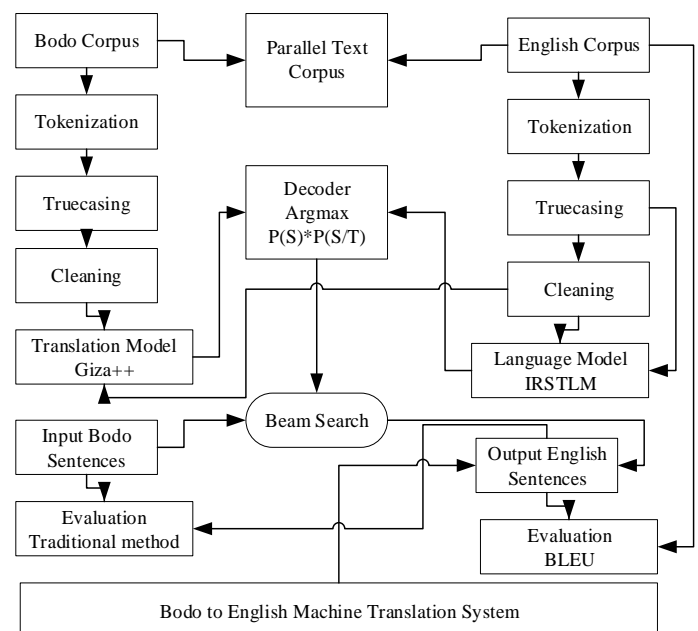 Bodo Corpus
Parallel Text
Corpus
English Corpus
Tokenization
Tokenization
Truecasing
Decoder
Argmax
P(S)*P(S/T)
Truecasing
Cleaning
Cleaning
Translation Model
Giza++
Language Model
IRSTLM
Beam Search
Input Bodo
Sentences
Output English
Sentences
Evaluation
Traditional method
Evaluation
BLEU
Bodo to English Machine Translation System